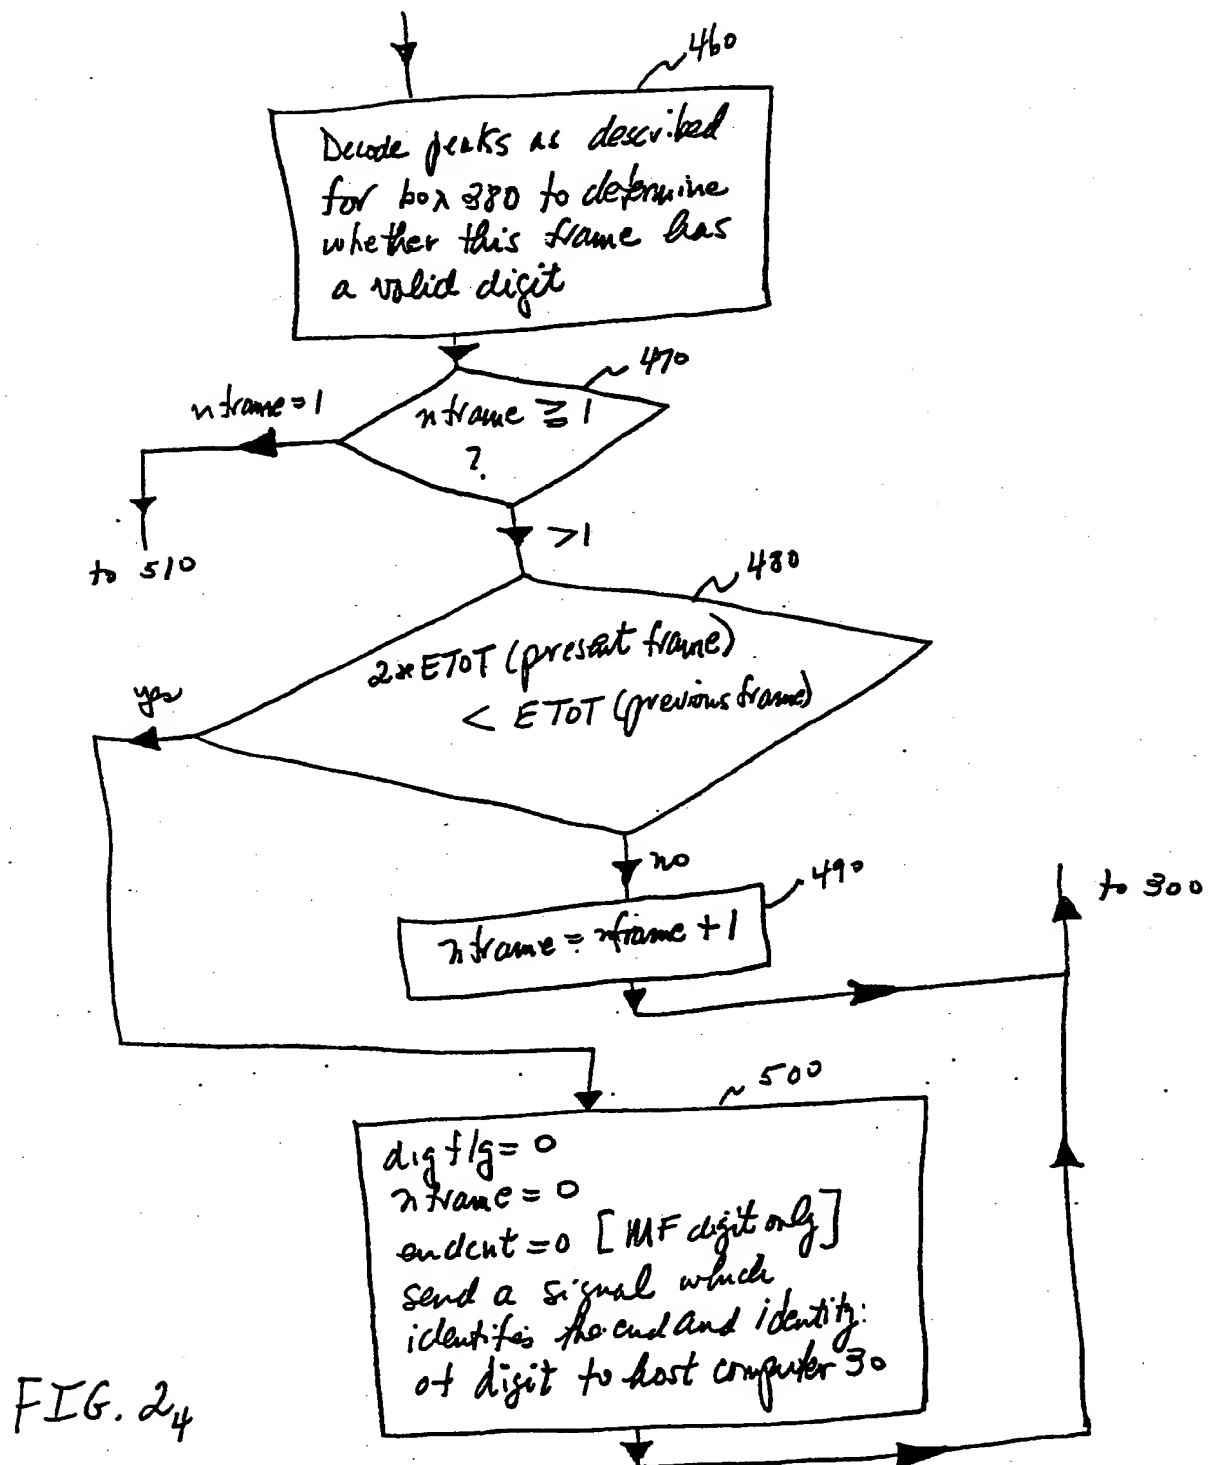 460
Decode peaks as described
for box 380 to determine
whether this frame has
a valid digit
470
nframe = 1
nframe ≧ 1
?
>1
to 510
480
2*ETOT (present frame)
< ETOT (previous frame)
yes
no
490
to 300
nframe = nframe + 1
500
digflg = 0
nframe = 0
endcnt = 0 [MF digit only]
send a signal which
identifies the end and identity
of digit to host computer 30
FIG. 2₄